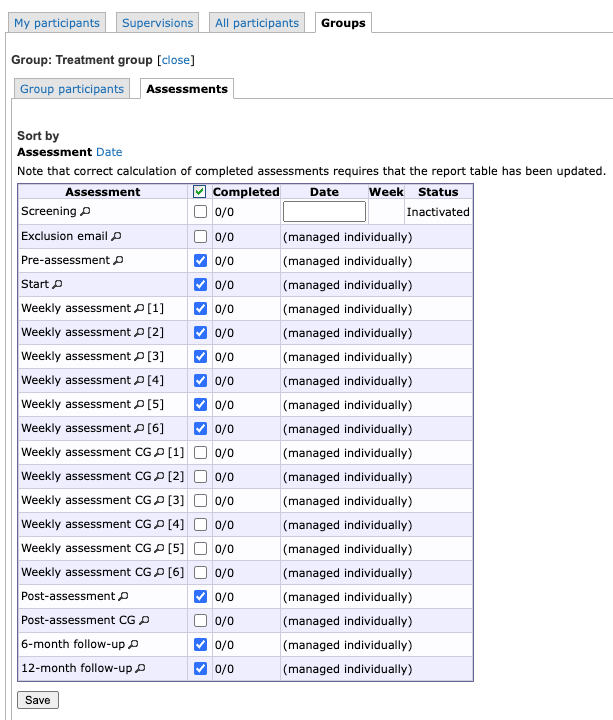 My participants Supervisions All participants Groups
Group: Treatment group [close]
Group participants Assessments
Sort by
Assessment Date
Note that correct calculation of completed assessments requires that the report table has been updated.
Assessment Completed Date Week Status
Screening 0/0 Inactivated
Exclusion email 0/0 (managed individually)
Pre-assessment 0/0 (managed individually)
Start 0/0 (managed individually)
Weekly assessment [1] 0/0 (managed individually)
Weekly assessment [2] 0/0 (managed individually)
Weekly assessment [3] 0/0 (managed individually)
Weekly assessment [4] 0/0 (managed individually)
Weekly assessment [5] 0/0 (managed individually)
Weekly assessment [6] 0/0 (managed individually)
Weekly assessment CG [1] 0/0 (managed individually)
Weekly assessment CG [2] 0/0 (managed individually)
Weekly assessment CG [3] 0/0 (managed individually)
Weekly assessment CG [4] 0/0 (managed individually)
Weekly assessment CG [5] 0/0 (managed individually)
Weekly assessment CG [6] 0/0 (managed individually)
Post-assessment 0/0 (managed individually)
Post-assessment CG 0/0 (managed individually)
6-month follow-up 0/0 (managed individually)
12-month follow-up 0/0 (managed individually)
Save